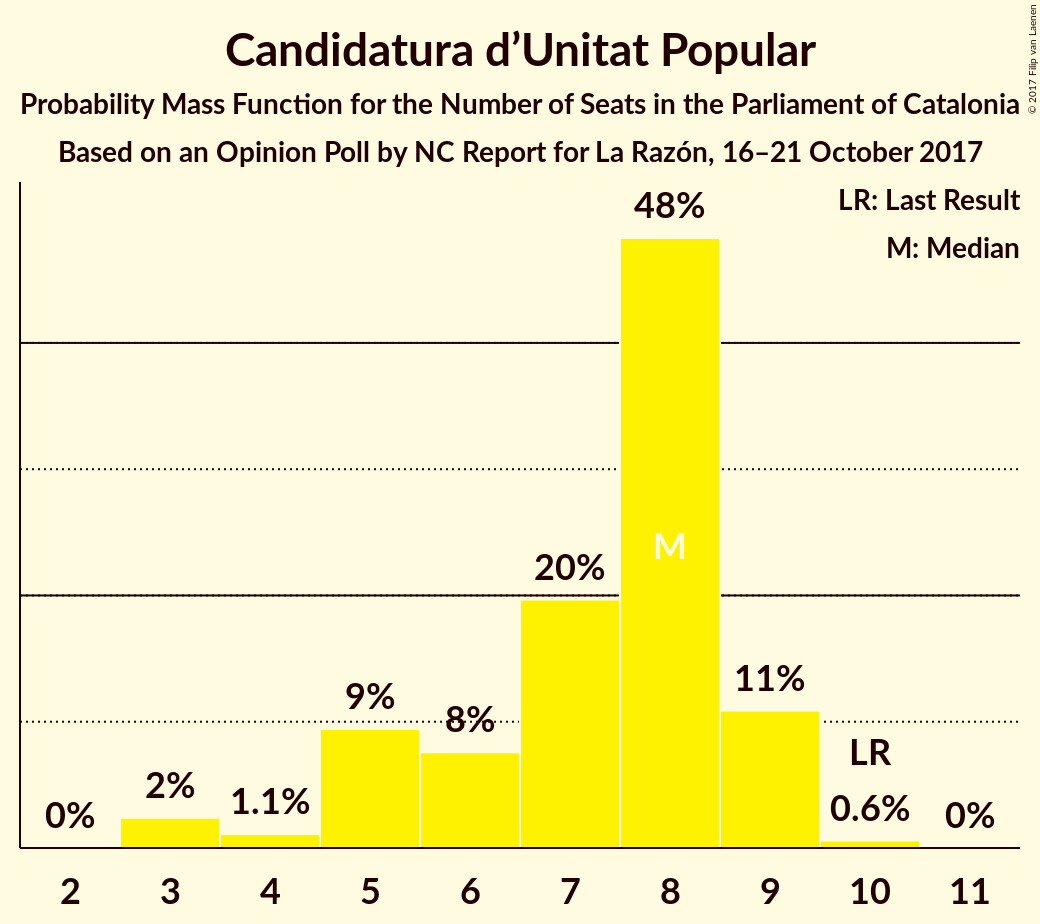 Candidatura d’Unitat Popular
Probability Mass Function for the Number of Seats in the Parliament of Catalonia
Based on an Opinion Poll by NC Report for La Razón, 16–21 October 2017
© 2017 Filip van Laenen
LR: Last Result
M: Median
48%
M
20%
11%
9%
8%
LR
2%
1.1%
0.6%
0%
0%
2 3 4 5 6 7 8 9 10 11